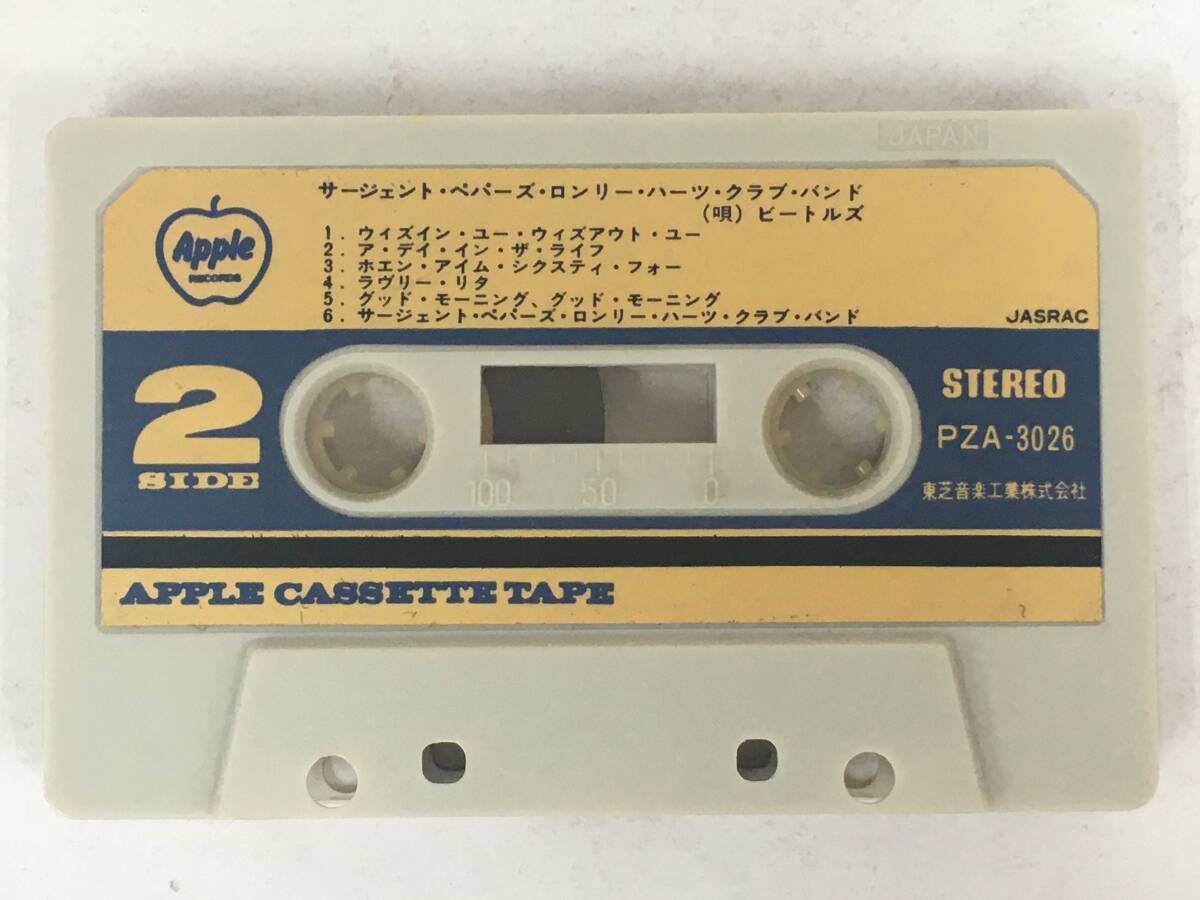 JAPAN
Apple
RECORDS
サージェント・ペパーズ・ロンリー・ハーツ・クラブ・バンド
(唄) ビートルズ
1. ウィズイン・ユー・ウィズアウト・ユー
2. ア・デイ・イン・ザ・ライフ
3. ホエン・アイム・シクスティ・フォー
4. ラヴリー・リタ
5. グッド・モーニング、グッド・モーニング
6. サージェント・ペパーズ・ロンリー・ハーツ・クラブ・バンド
JASRAC
2
SIDE
100 50 0
STEREO
PZA-3026
東芝音楽工業株式会社
APPLE CASSETTE TAPE